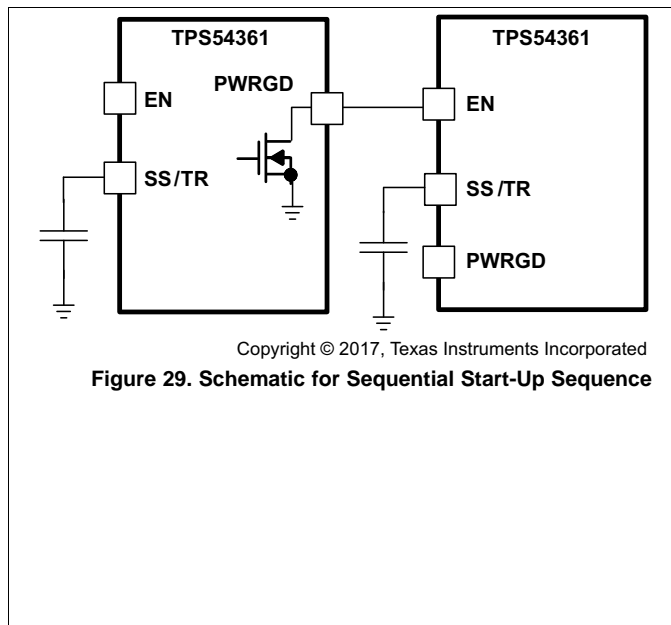 TPS54361
TPS54361
PWRGD
EN
EN
SS/TR
SS/TR
PWRGD
Copyright © 2017, Texas Instruments Incorporated
Figure 29. Schematic for Sequential Start-Up Sequence